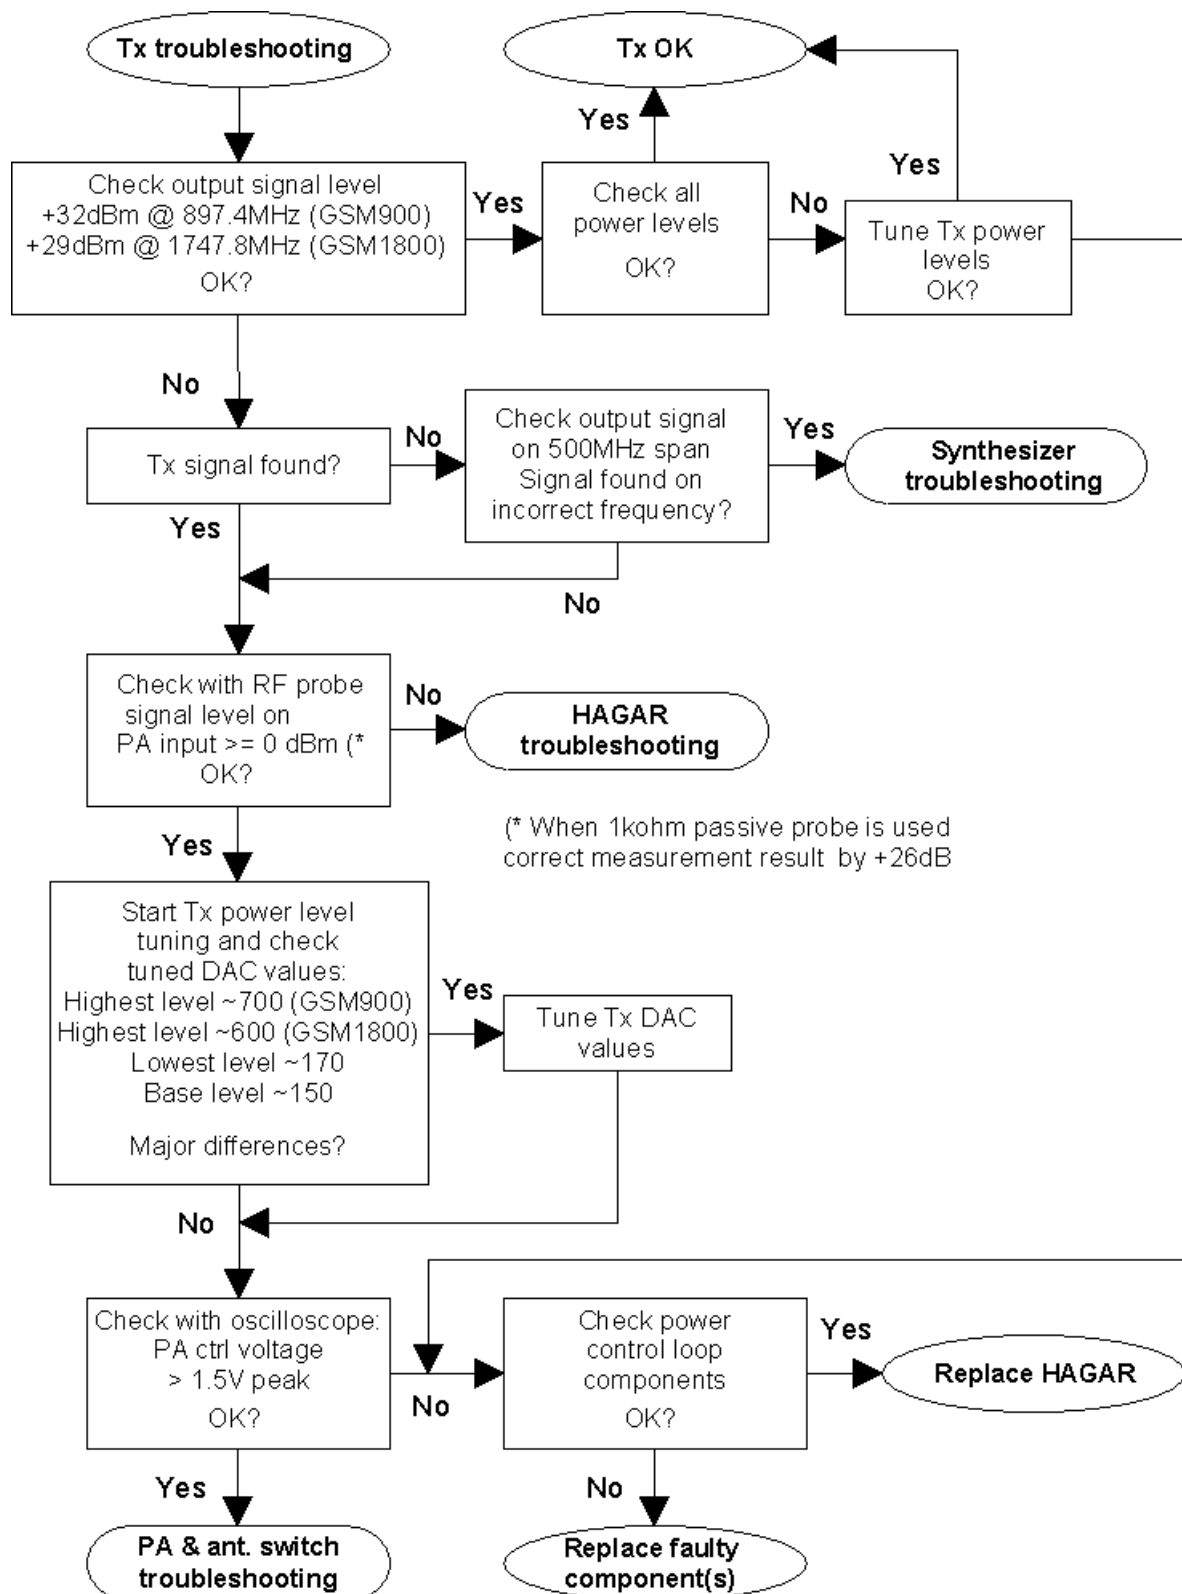 Tx troubleshooting
Tx OK
Yes
Yes
Check output signal level
+32dBm @ 897.4MHz (GSM900)
+29dBm @ 1747.8MHz (GSM1800)
OK?
Yes
Check all
power levels
OK?
No
Tune Tx power
levels
OK?
No
Tx signal found?
No
Check output signal
on 500MHz span
Signal found on
incorrect frequency?
Yes
Synthesizer
troubleshooting
Yes
No
Check with RF probe
signal level on
PA input >= 0 dBm (*
OK?
No
HAGAR
troubleshooting
Yes
(* When 1kohm passive probe is used
correct measurement result by +26dB
Start Tx power level
tuning and check
tuned DAC values:
Highest level ~700 (GSM900)
Highest level ~600 (GSM1800)
Lowest level ~170
Base level ~150
Major differences?
Yes
Tune Tx DAC
values
No
Check with oscilloscope:
PA ctrl voltage
> 1.5V peak
OK?
No
Check power
control loop
components
OK?
Yes
Replace HAGAR
Yes
No
PA & ant. switch
troubleshooting
Replace faulty
component(s)